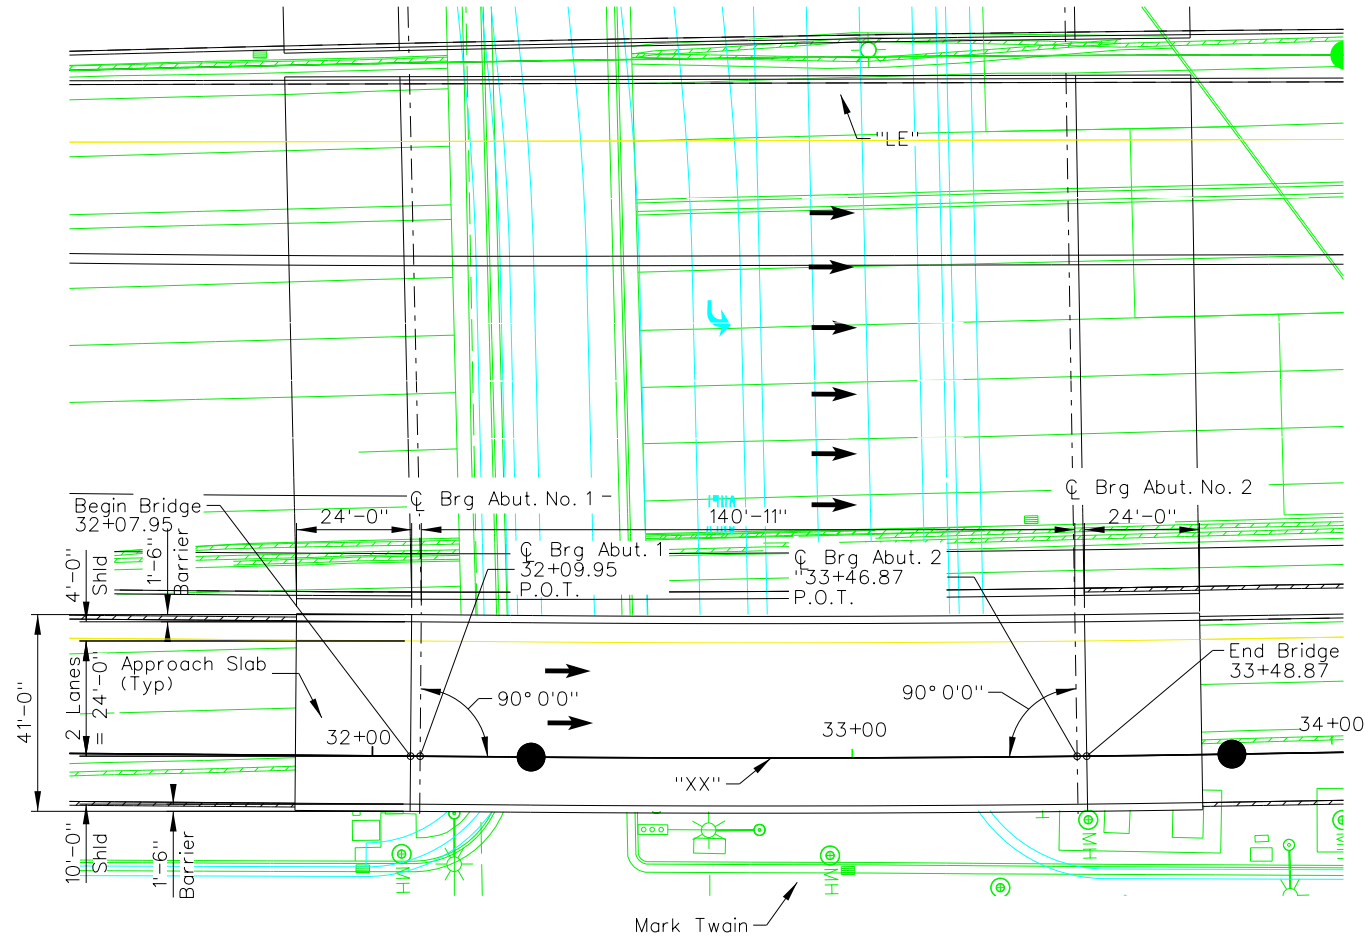 "LE"
Begin Bridge
32+07.95
℄ Brg Abut. No. 1
℄ Brg Abut. No. 2
24'-0"
140'-11"
24'-0"
4'-0"
Shld
1'-6"
Barrier
℄ Brg Abut. 1
32+09.95
P.O.T.
℄ Brg Abut. 2
"33+46.87
P.O.T.
41'-0"
2 Lanes
= 24'-0"
Approach Slab
(Typ)
90° 0'0"
90° 0'0"
End Bridge
33+48.87
32+00
33+00
34+00
"XX"
10'-0"
Shld
1'-6"
Barrier
MH
MH
MH
Mark Twain